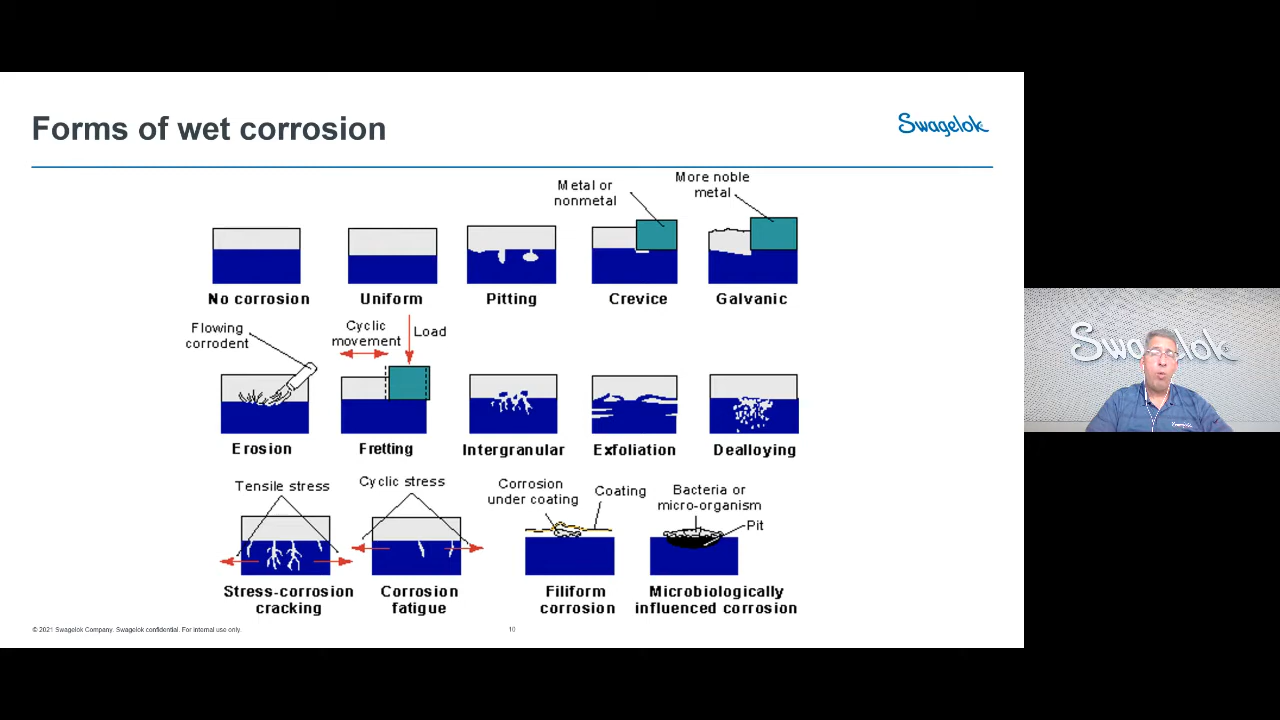 Forms of wet corrosion
Swagelok
Metal or
nonmetal
More noble
metal
No corrosion
Uniform
Pitting
Crevice
Galvanic
Flowing
corrodent
Cyclic
movement
Load
Erosion
Fretting
Intergranular
Exfoliation
Dealloying
Tensile stress
Cyclic stress
Corrosion
under coating
Coating
Bacteria or
micro-organism
Pit
Stress-corrosion
cracking
Corrosion
fatigue
Filiform
corrosion
Microbiologically
influenced corrosion
© 2021 Swagelok Company. Swagelok confidential. For internal use only.
10
Swagelok